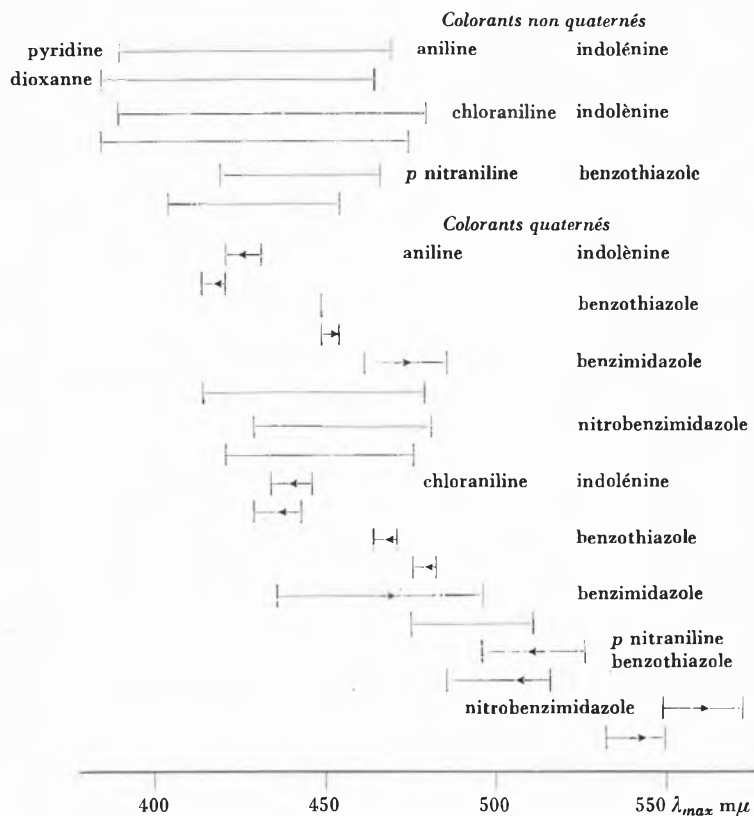 Colorants non quaternés
pyridine aniline indolénine
dioxanne
chloraniline indolènine
p nitraniline benzothiazole
Colorants quaternés
aniline indolènine
benzothiazole
benzimidazole
nitrobenzimidazole
chloraniline indolénine
benzothiazole
benzimidazole
p nitraniline
benzothiazole
nitrobenzimidazole
400 450 500 550 λmax mμ